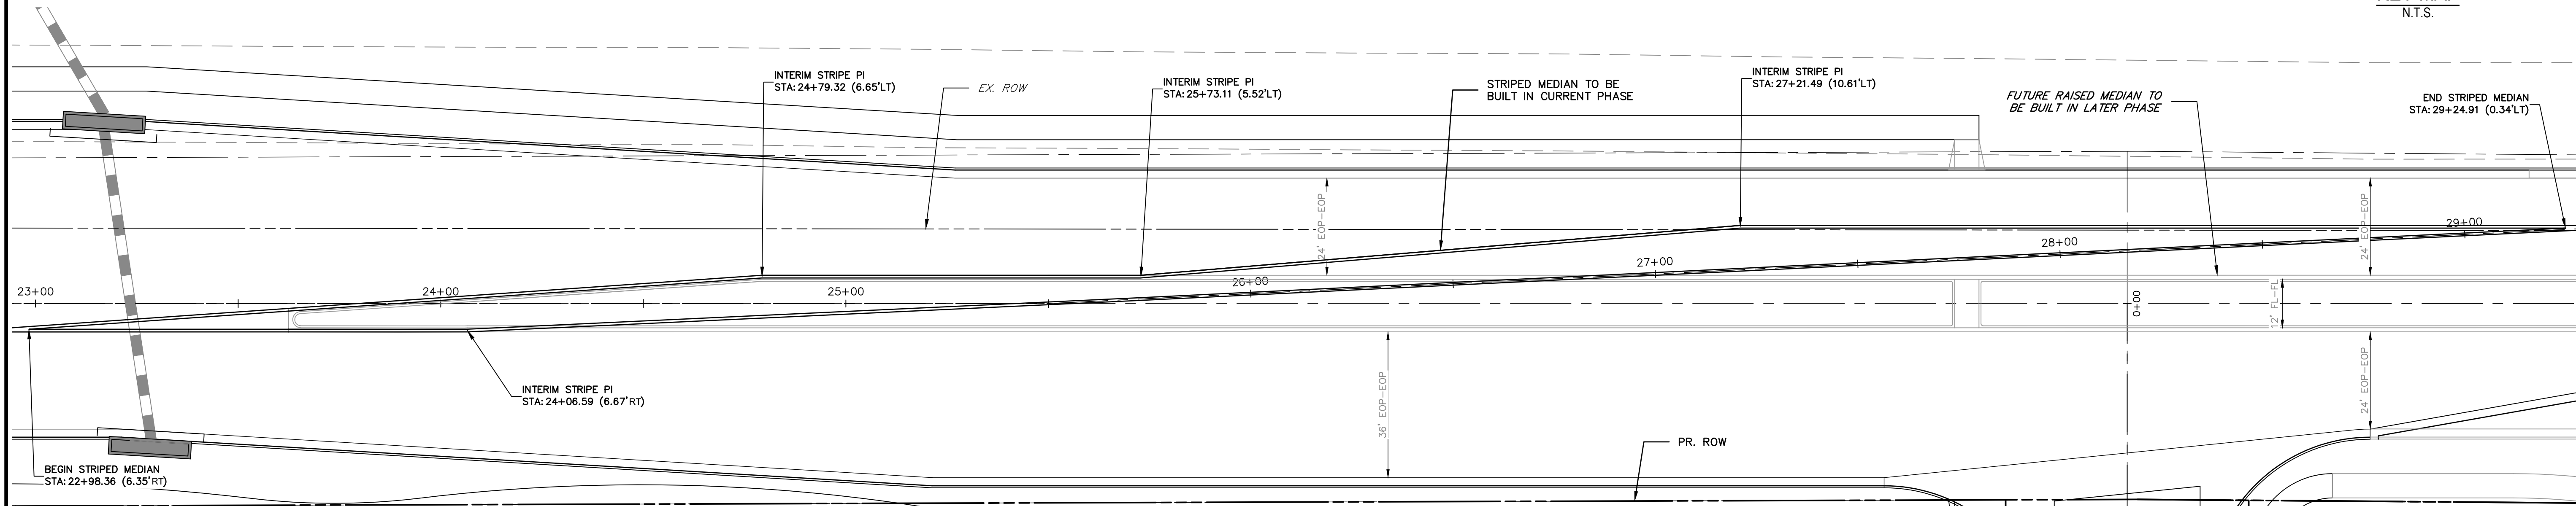 N.T.S.
INTERIM STRIPE PI
STA: 24+79.32 (6.65'LT)
EX. ROW
INTERIM STRIPE PI
STA: 25+73.11 (5.52'LT)
STRIPED MEDIAN TO BE
BUILT IN CURRENT PHASE
INTERIM STRIPE PI
STA: 27+21.49 (10.61'LT)
FUTURE RAISED MEDIAN TO
BE BUILT IN LATER PHASE
END STRIPED MEDIAN
STA: 29+24.91 (0.34'LT)
24' EOP-EOP
24' EOP-EOP
23+00
24+00
25+00
26+00
27+00
28+00
29+00
0+00
12' FL-FL
INTERIM STRIPE PI
STA: 24+06.59 (6.67'RT)
36' EOP-EOP
24' EOP-EOP
PR. ROW
BEGIN STRIPED MEDIAN
STA: 22+98.36 (6.35'RT)